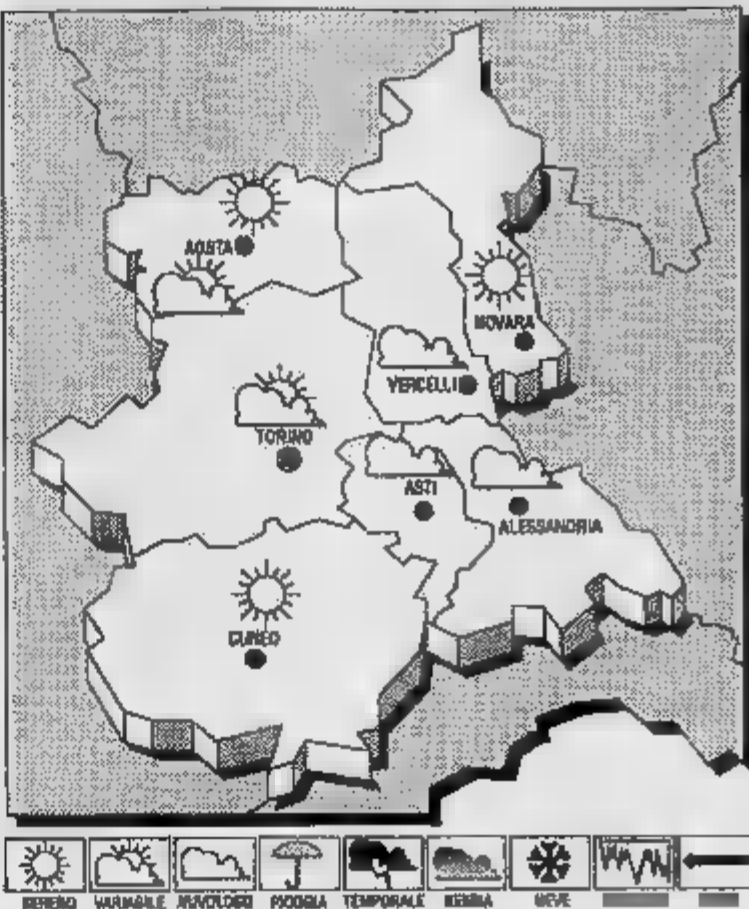 AOSTA
NOVARA
VERCELLI
TORINO
ASTI
ALESSANDRIA
CUNEO
SERENO VARIABILE NUVOLOSO PIOGGIA TEMPORALE NEBBIA NEVE